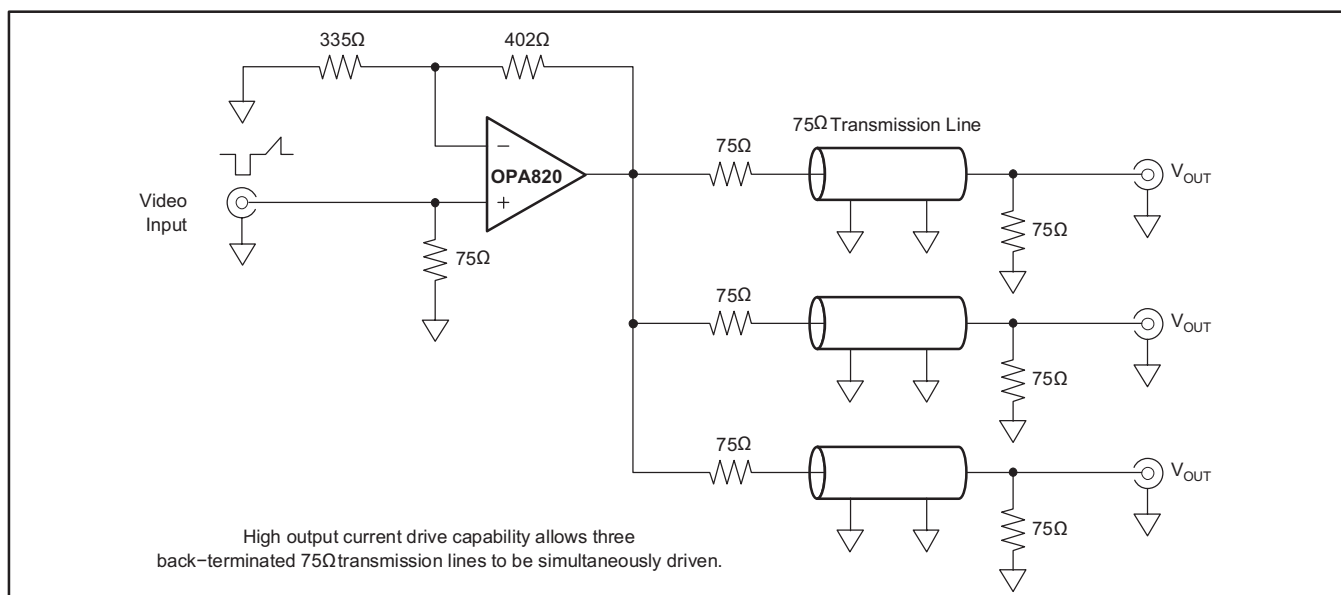 335Ω
402Ω
75Ω Transmission Line
75Ω
−
OPA820
+
V_OUT
Video
Input
75Ω
75Ω
75Ω
V_OUT
75Ω
75Ω
V_OUT
75Ω
High output current drive capability allows three
back−terminated 75Ω transmission lines to be simultaneously driven.